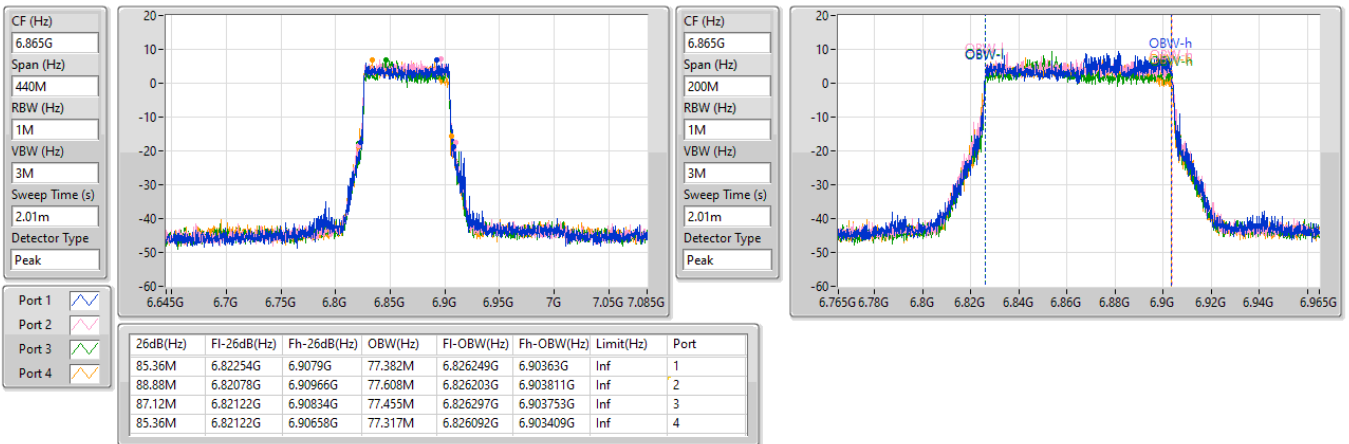 CF (Hz)
6.865G
Span (Hz)
440M
RBW (Hz)
1M
VBW (Hz)
3M
Sweep Time (s)
2.01m
Detector Type
Peak
20
10
0
-10
-20
-30
-40
-50
-60
6.645G 6.7G 6.75G 6.8G 6.85G 6.9G 6.95G 7G 7.05G 7.085G
CF (Hz)
6.865G
Span (Hz)
200M
RBW (Hz)
1M
VBW (Hz)
3M
Sweep Time (s)
2.01m
Detector Type
Peak
20
10
0
-10
-20
-30
-40
-50
-60
OBW-h
6.765G 6.78G 6.8G 6.82G 6.84G 6.86G 6.88G 6.9G 6.92G 6.94G 6.965G
Port 1
Port 2
Port 3
Port 4
26dB(Hz) Fl-26dB(Hz) Fh-26dB(Hz) OBW(Hz) Fl-OBW(Hz) Fh-OBW(Hz) Limit(Hz) Port
85.36M 6.82254G 6.9079G 77.382M 6.826249G 6.90363G Inf 1
88.88M 6.82078G 6.90966G 77.608M 6.826203G 6.903811G Inf 2
87.12M 6.82122G 6.90834G 77.455M 6.826297G 6.903753G Inf 3
85.36M 6.82122G 6.90658G 77.317M 6.826092G 6.903409G Inf 4